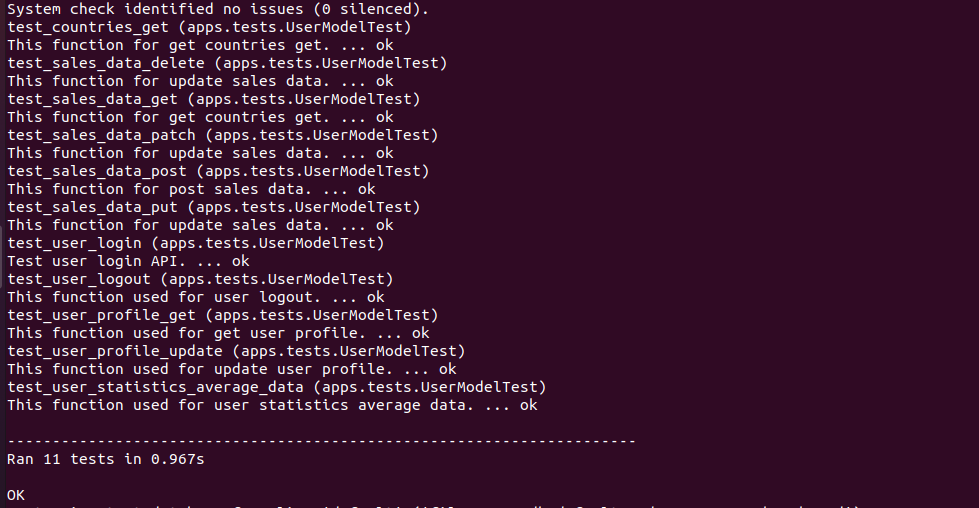 System check identified no issues (0 silenced).
test_countries_get (apps.tests.UserModelTest)
This function for get countries get. ... ok
test_sales_data_delete (apps.tests.UserModelTest)
This function for update sales data. ... ok
test_sales_data_get (apps.tests.UserModelTest)
This function for get countries get. ... ok
test_sales_data_patch (apps.tests.UserModelTest)
This function for update sales data. ... ok
test_sales_data_post (apps.tests.UserModelTest)
This function for post sales data. ... ok
test_sales_data_put (apps.tests.UserModelTest)
This function for update sales data. ... ok
test_user_login (apps.tests.UserModelTest)
Test user login API. ... ok
test_user_logout (apps.tests.UserModelTest)
This function used for user logout. ... ok
test_user_profile_get (apps.tests.UserModelTest)
This function used for get user profile. ... ok
test_user_profile_update (apps.tests.UserModelTest)
This function used for update user profile. ... ok
test_user_statistics_average_data (apps.tests.UserModelTest)
This function used for user statistics average data. ... ok
----------------------------------------------------------------------
Ran 11 tests in 0.967s
OK